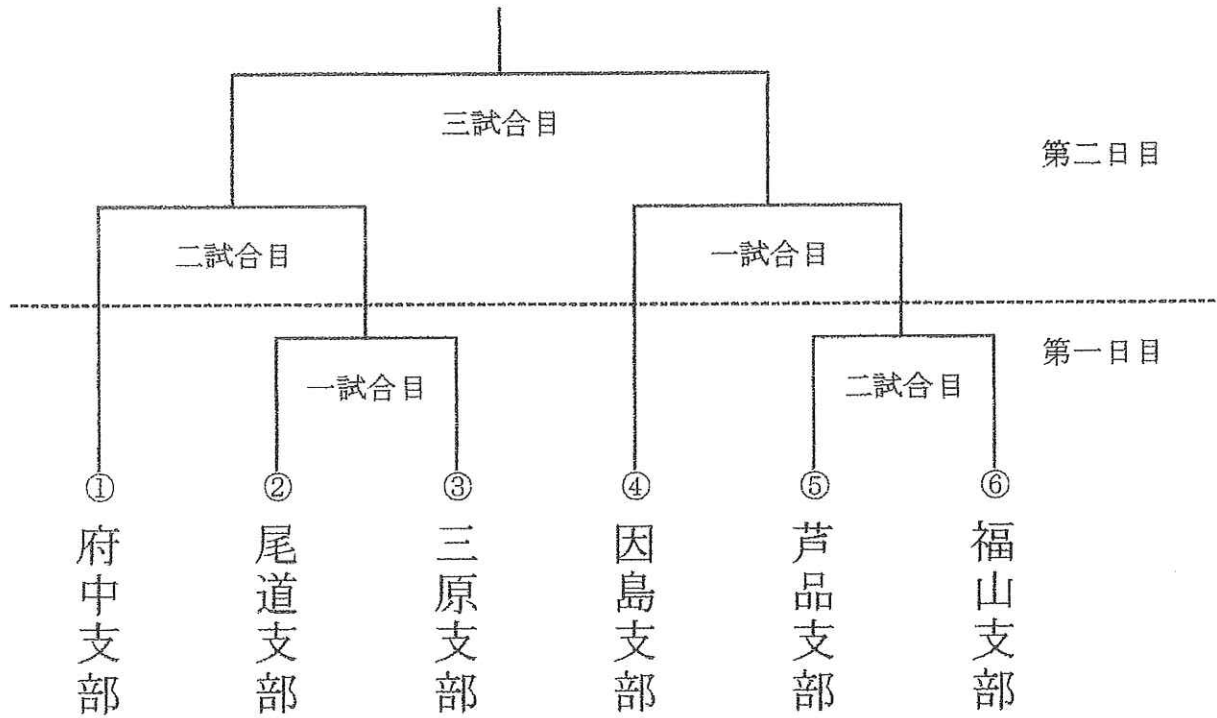 三試合目
第二日目
二試合目
一試合目
第一日目
一試合目
二試合目
①
府中支部
②
尾道支部
③
三原支部
④
因島支部
⑤
芦品支部
⑥
福山支部